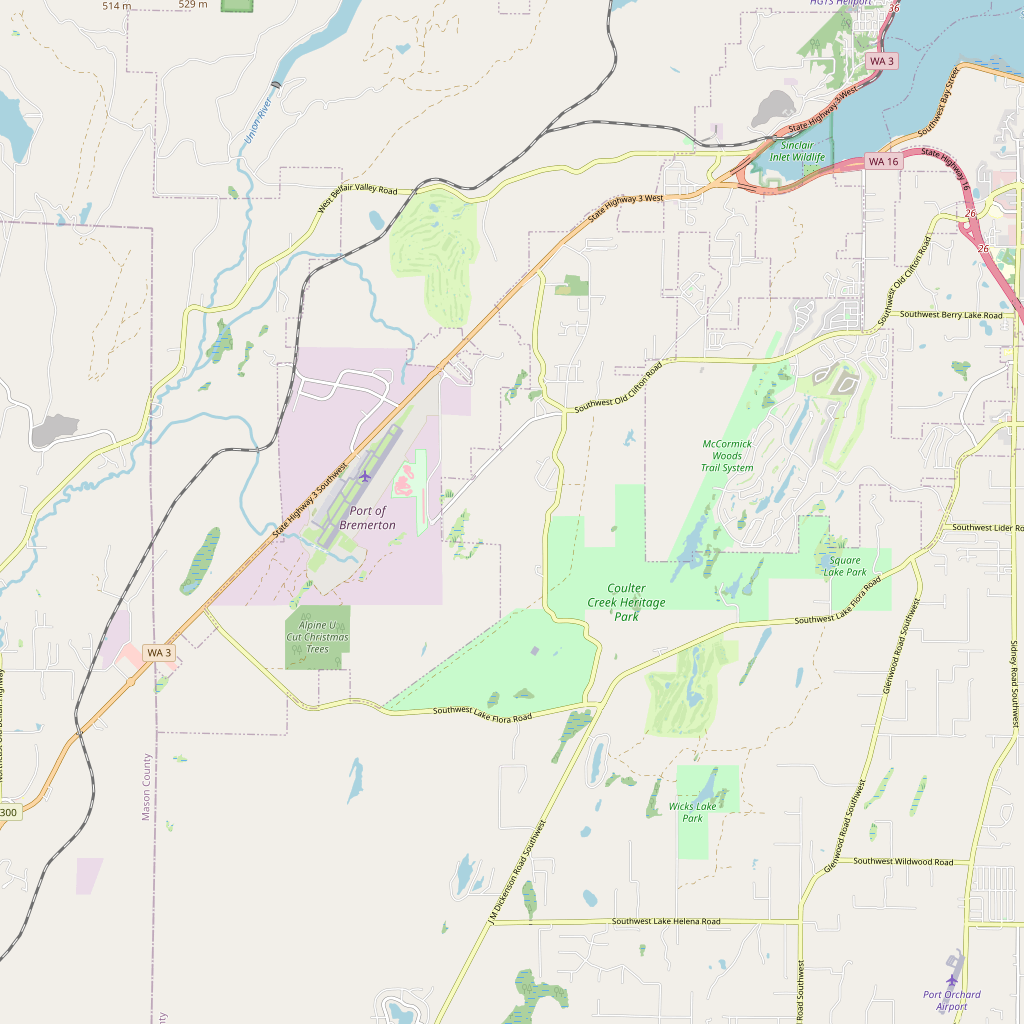 514 m
529 m
HGTS Heliport
36
WA 3
State Highway 3 West
Southwest Bay Street
Union River
Sinclair
Inlet Wildlife
WA 16
State Highway 16
West Belfair Valley Road
State Highway 3 West
26
26
Southwest Old Clifton Road
Southwest Berry Lake Road
Southwest Old Clifton Road
McCormick
Woods
Trail System
State Highway 3 Southwest
Port of
Bremerton
Southwest Lider Ro
Square
Lake Park
Coulter
Creek Heritage
Park
Southwest Lake Flora Road
Alpine U
Cut Christmas
Trees
WA 3
Glenwood Road Southwest
Sidney Road Southwest
Southwest Lake Flora Road
Mason County
300
Wicks Lake
Park
J M Dickenson Road Southwest
Glenwood Road Southwest
Southwest Wildwood Road
Southwest Lake Helena Road
Port Orchard
Airport
Road Southwest